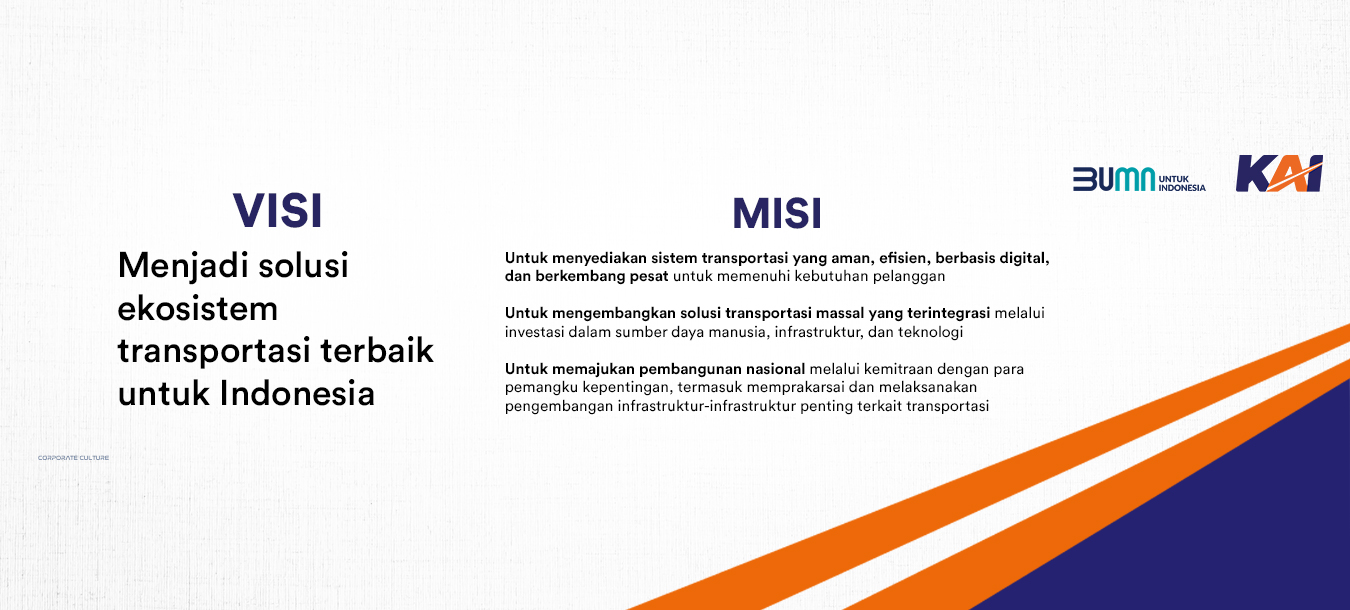 BUMN UNTUK
INDONESIA
KAI
VISI
Menjadi solusi
ekosistem
transportasi terbaik
untuk Indonesia
MISI
Untuk menyediakan sistem transportasi yang aman, efisien, berbasis digital,
dan berkembang pesat untuk memenuhi kebutuhan pelanggan
Untuk mengembangkan solusi transportasi massal yang terintegrasi melalui
investasi dalam sumber daya manusia, infrastruktur, dan teknologi
Untuk memajukan pembangunan nasional melalui kemitraan dengan para
pemangku kepentingan, termasuk memprakarsai dan melaksanakan
pengembangan infrastruktur-infrastruktur penting terkait transportasi
CORPORATE CULTURE